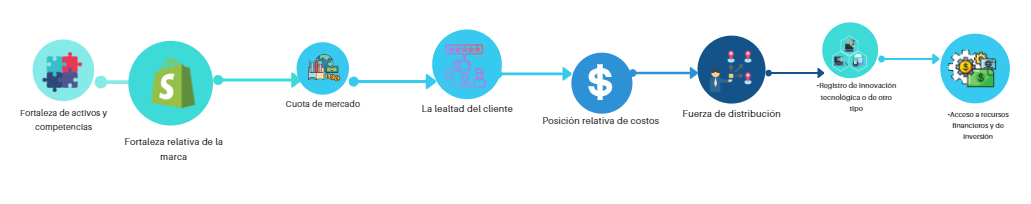 Fortaleza de activos y
competencias
Fortaleza relativa de la
marca
Cuota de mercado
La lealtad del cliente
Posición relativa de costos
Fuerza de distribución
•Registro de Innovación
tecnológica o de otro
tipo
•Acceso a recursos
financieros y de
inversión